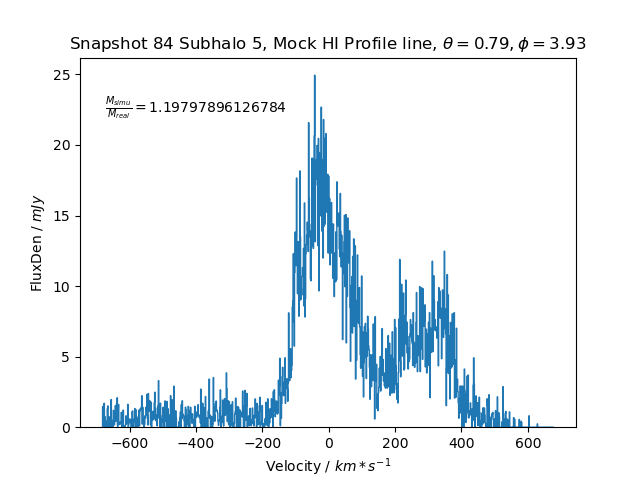 Snapshot 84 Subhalo 5, Mock HI Profile line, θ = 0.79, ϕ = 3.93
M_simu/M_real = 1.19797896126784
FluxDen / mJy
25
20
15
10
5
0
−600 −400 −200 0 200 400 600
Velocity / km * s⁻¹